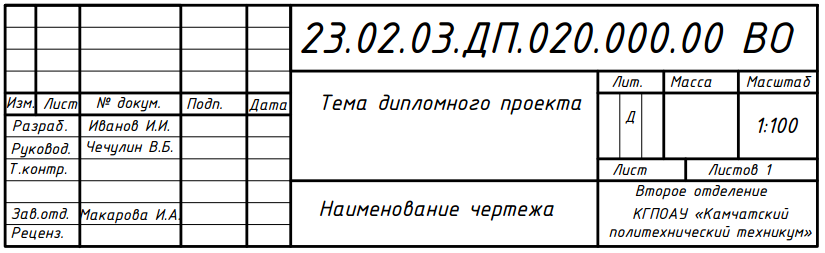 23.02.03.ДП.020.000.00 ВО
Изм. Лист № докум. Подп. Дата
Разраб. Иванов И.И.
Руковод. Чечулин В.Б.
Т.контр.
Зав.отд. Макарова И.А.
Реценз.
Тема дипломного проекта
Наименование чертежа
Лит. Масса Масштаб
Д 1:100
Лист Листов 1
Второе отделение
КГПОАУ «Камчатский
политехнический техникум»